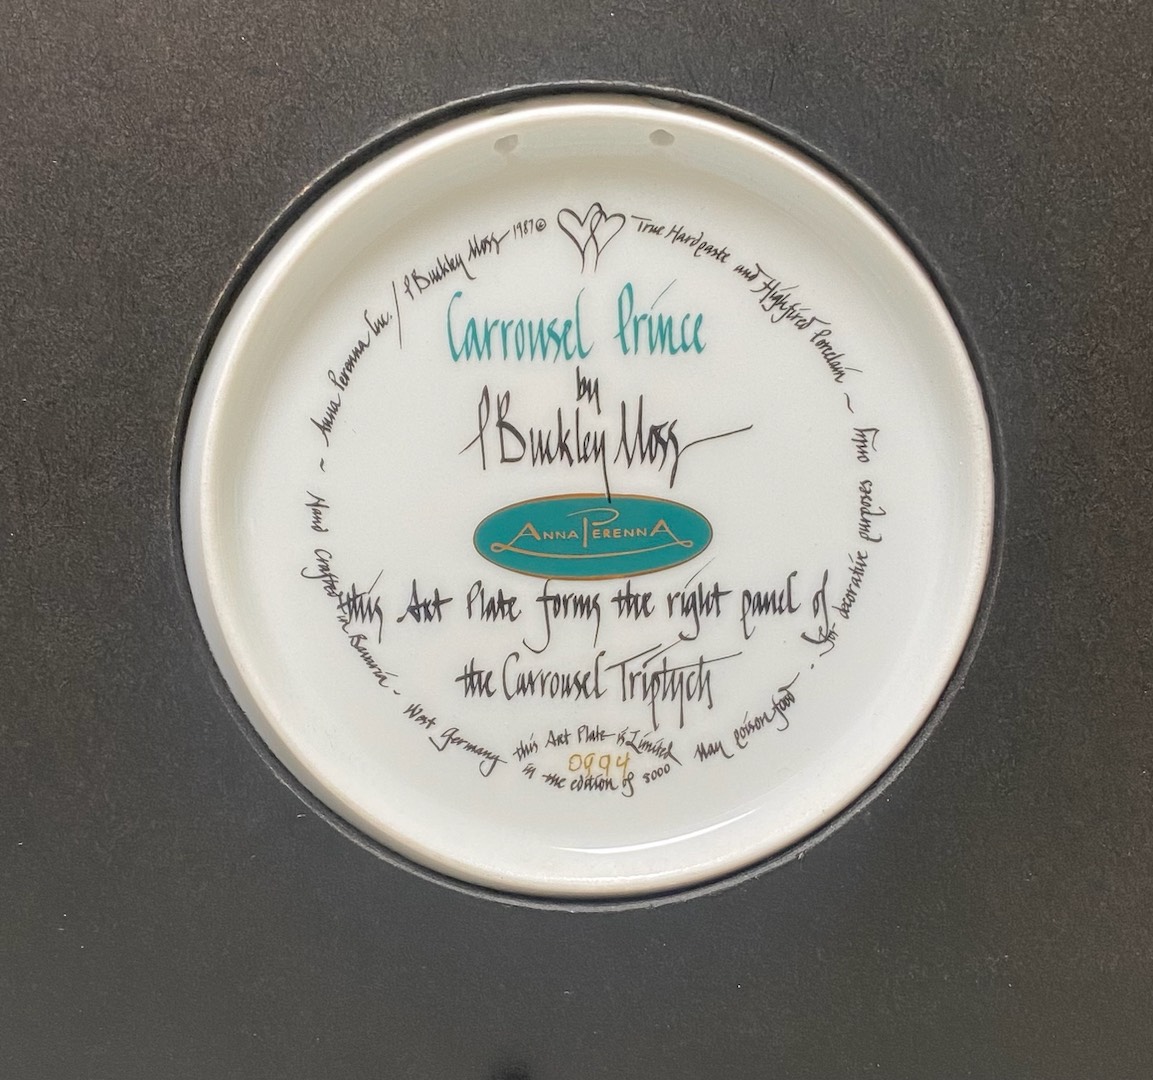 Anna Perenna Inc. / P Buckley Moss 1987 ©
True Hardpaste and Highfired Porcelain ~
Carrousel Prince
by
P Buckley Moss
ANNA PERENNA
this Art Plate forms the right panel of
the Carrousel Triptych
~ Hand Crafted in Bavaria - West Germany
this Art Plate is Limited
0994
in the edition of 5000
May poison food -
for decorative purposes only